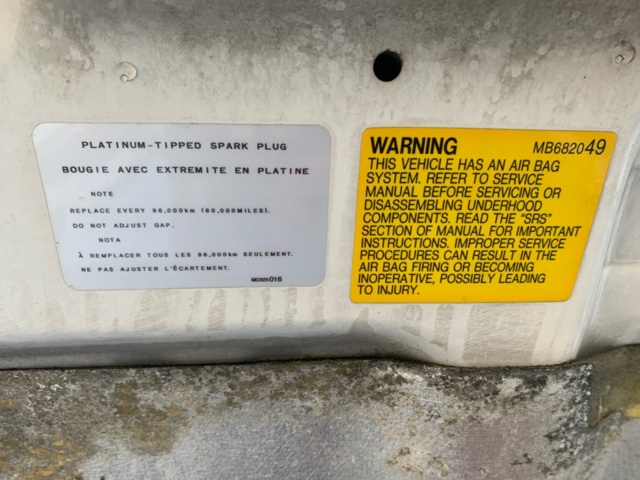 PLATINUM-TIPPED SPARK PLUG
BOUGIE AVEC EXTREMITE EN PLATINE
NOTE
REPLACE EVERY 96,000km (60,000MILES).
DO NOT ADJUST GAP.
NOTA
À REMPLACER TOUS LES 96,000km SEULEMENT.
NE PAS AJUSTER L'ÉCARTEMENT.
WARNING MB682049
THIS VEHICLE HAS AN AIR BAG
SYSTEM. REFER TO SERVICE
MANUAL BEFORE SERVICING OR
DISASSEMBLING UNDERHOOD
COMPONENTS. READ THE "SRS"
SECTION OF MANUAL FOR IMPORTANT
INSTRUCTIONS. IMPROPER SERVICE
PROCEDURES CAN RESULT IN THE
AIR BAG FIRING OR BECOMING
INOPERATIVE, POSSIBLY LEADING
TO INJURY.